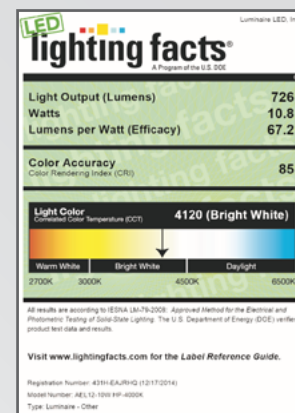 LED
Luminaire LED, In
lighting facts®
A Program of the U.S. DOE
Light Output (Lumens) 726
Watts 10.8
Lumens per Watt (Efficacy) 67.2
Color Accuracy 85
Color Rendering Index (CRI)
Light Color 4120 (Bright White)
Correlated Color Temperature (CCT)
Warm White Bright White Daylight
2700K 3000K 4500K 6500K
All results are according to IESNA LM-79-2008: Approved Method for the Electrical and
Photometric Testing of Solid-State Lighting. The U.S. Department of Energy (DOE) verifies
product test data and results.
Visit www.lightingfacts.com for the Label Reference Guide.
Registration Number: (12/17/2014)
Model Number: AEL12-10W HP-4000K
Type: Luminaire - Other